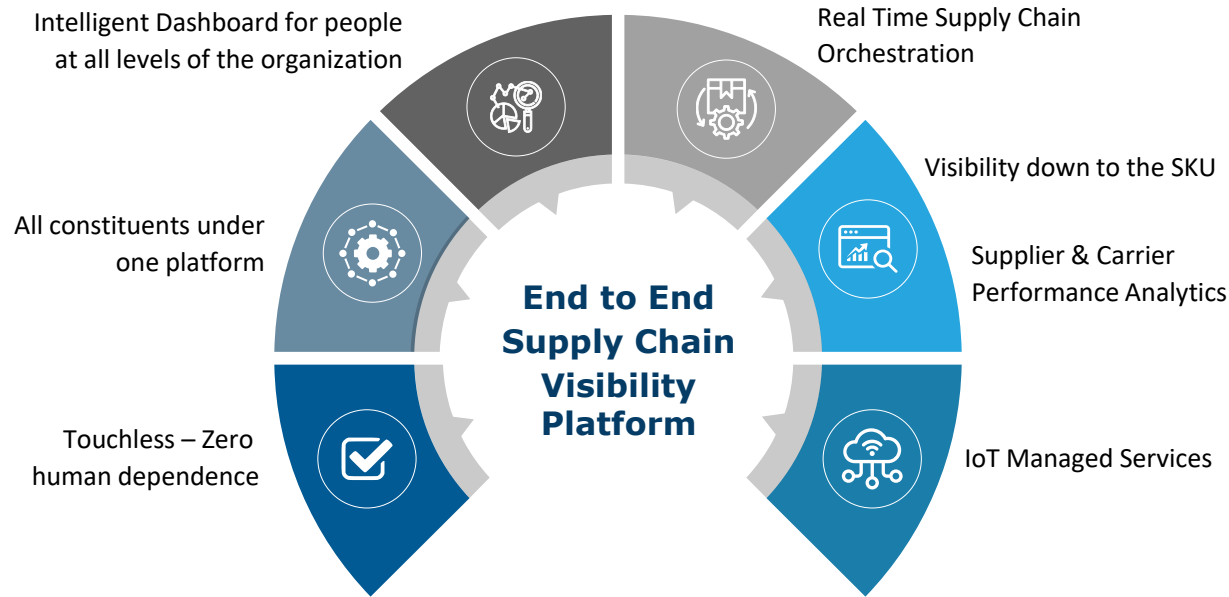 Intelligent Dashboard for people
at all levels of the organization
Real Time Supply Chain
Orchestration
All constituents under
one platform
Visibility down to the SKU
Supplier & Carrier
Performance Analytics
End to End
Supply Chain
Visibility
Platform
Touchless – Zero
human dependence
IoT Managed Services